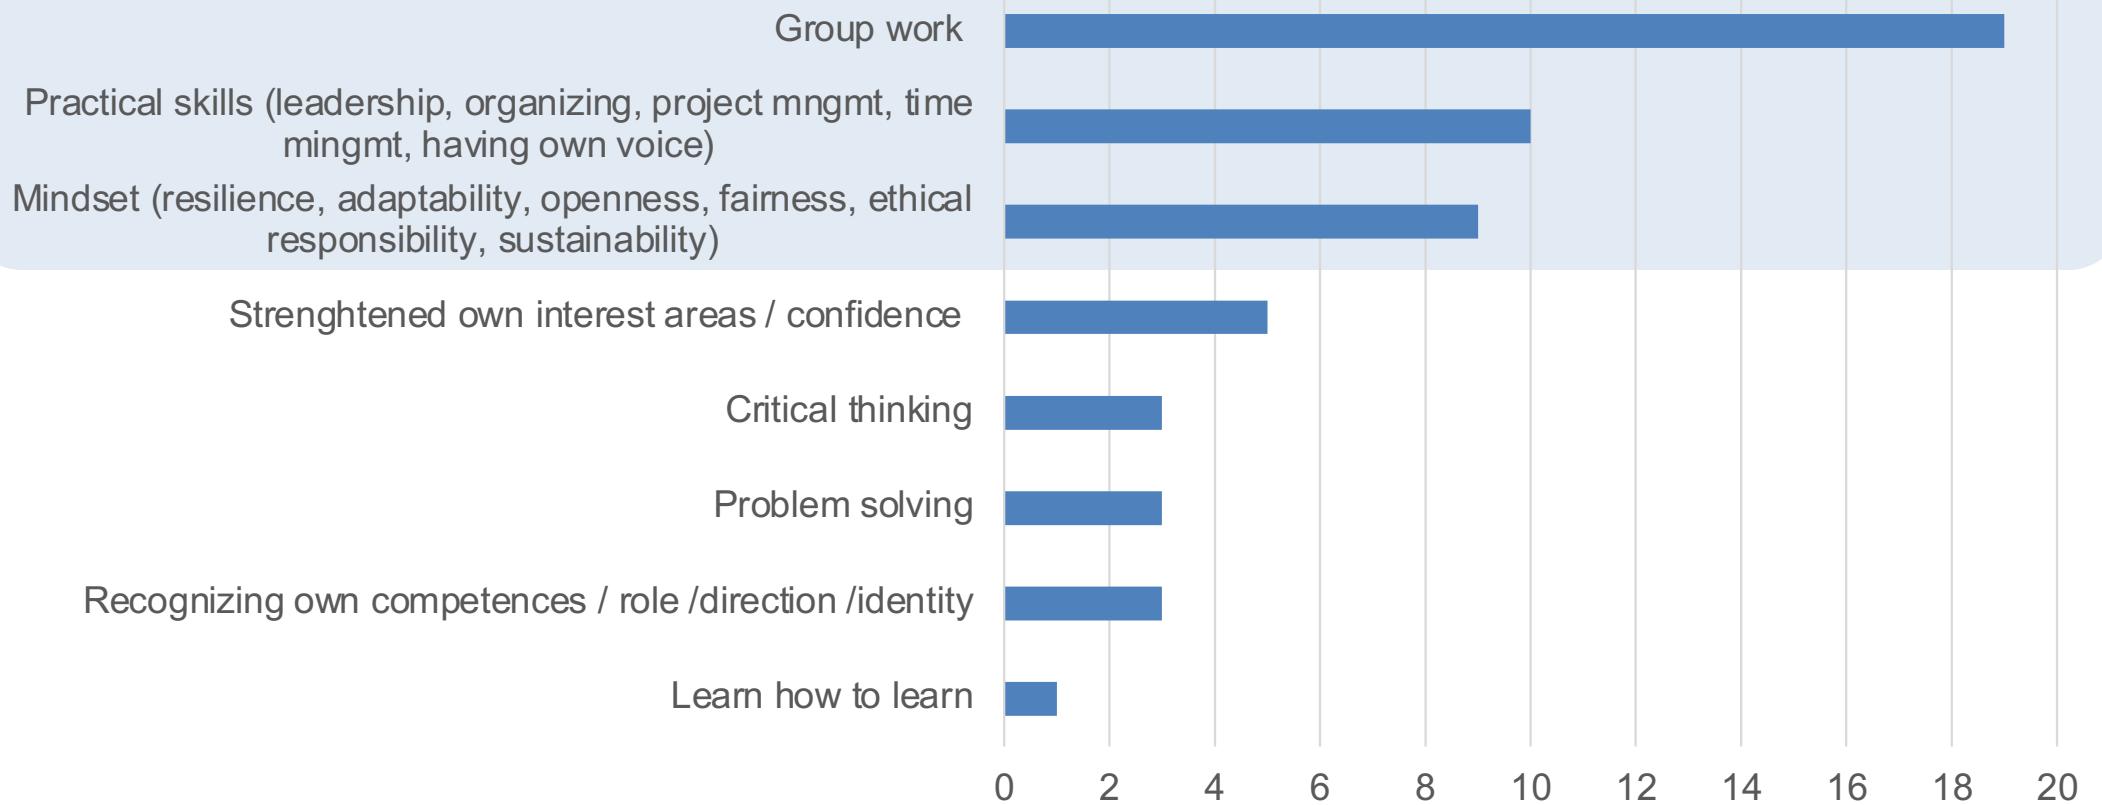 Group work
Practical skills (leadership, organizing, project mngmt, time
mingmt, having own voice)
Mindset (resilience, adaptability, openness, fairness, ethical
responsibility, sustainability)
Strenghtened own interest areas / confidence
Critical thinking
Problem solving
Recognizing own competences / role /direction /identity
Learn how to learn
0 2 4 6 8 10 12 14 16 18 20